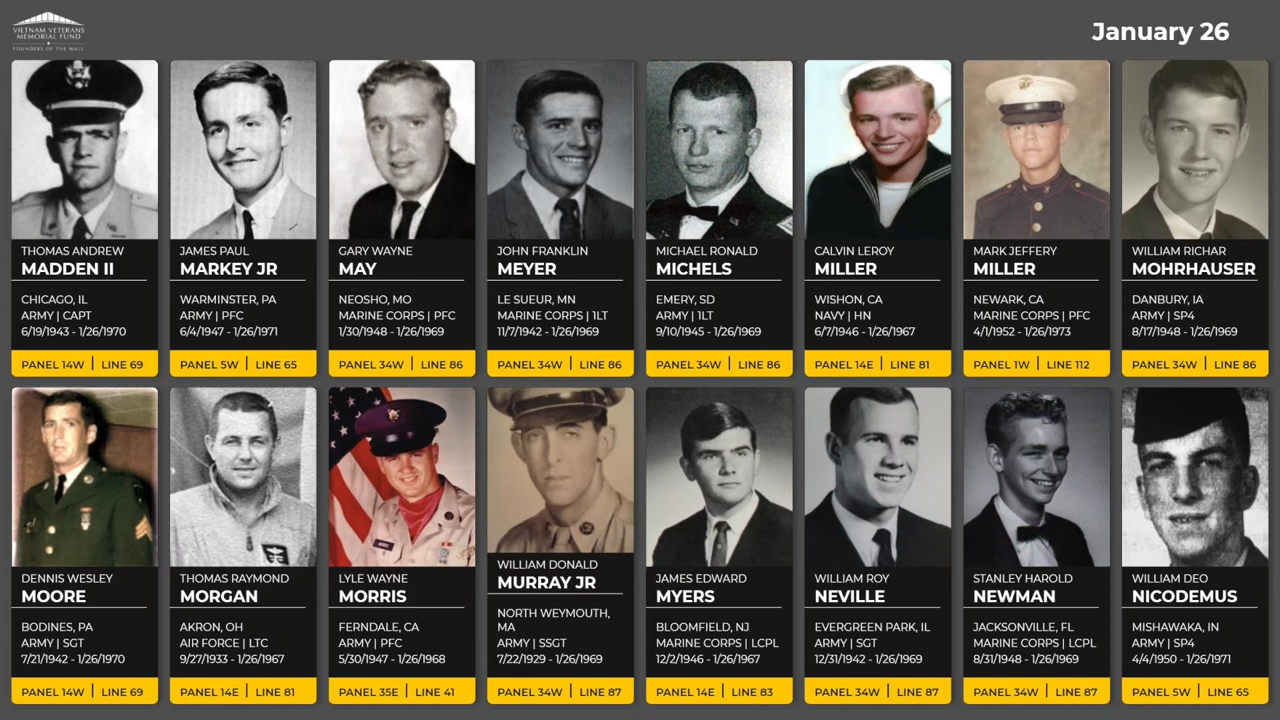 VIETNAM VETERANS
MEMORIAL FUND
FOUNDERS OF THE WALL
January 26
THOMAS ANDREW
MADDEN II
CHICAGO, IL
ARMY | CAPT
6/19/1943 - 1/26/1970
PANEL 14W | LINE 69
JAMES PAUL
MARKEY JR
WARMINSTER, PA
ARMY | PFC
6/4/1947 - 1/26/1971
PANEL 5W | LINE 65
GARY WAYNE
MAY
NEOSHO, MO
MARINE CORPS | PFC
1/30/1948 - 1/26/1969
PANEL 34W | LINE 86
JOHN FRANKLIN
MEYER
LE SUEUR, MN
MARINE CORPS | 1LT
11/7/1942 - 1/26/1969
PANEL 34W | LINE 86
MICHAEL RONALD
MICHELS
EMERY, SD
ARMY | 1LT
9/10/1945 - 1/26/1969
PANEL 34W | LINE 86
CALVIN LEROY
MILLER
WISHON, CA
NAVY | HN
6/7/1946 - 1/26/1967
PANEL 14E | LINE 81
MARK JEFFERY
MILLER
NEWARK, CA
MARINE CORPS | PFC
4/1/1952 - 1/26/1973
PANEL 1W | LINE 112
WILLIAM RICHAR
MOHRHAUSER
DANBURY, IA
ARMY | SP4
8/17/1948 - 1/26/1969
PANEL 34W | LINE 86
DENNIS WESLEY
MOORE
BODINES, PA
ARMY | SGT
7/21/1942 - 1/26/1970
PANEL 14W | LINE 69
THOMAS RAYMOND
MORGAN
AKRON, OH
AIR FORCE | LTC
9/27/1933 - 1/26/1967
PANEL 14E | LINE 81
LYLE WAYNE
MORRIS
FERNDALE, CA
ARMY | PFC
5/30/1947 - 1/26/1968
PANEL 35E | LINE 41
WILLIAM DONALD
MURRAY JR
NORTH WEYMOUTH,
MA
ARMY | SSGT
7/22/1929 - 1/26/1969
PANEL 34W | LINE 87
JAMES EDWARD
MYERS
BLOOMFIELD, NJ
MARINE CORPS | LCPL
12/2/1946 - 1/26/1967
PANEL 14E | LINE 83
WILLIAM ROY
NEVILLE
EVERGREEN PARK, IL
ARMY | SGT
12/31/1942 - 1/26/1969
PANEL 34W | LINE 87
STANLEY HAROLD
NEWMAN
JACKSONVILLE, FL
MARINE CORPS | LCPL
8/31/1948 - 1/26/1969
PANEL 34W | LINE 87
WILLIAM DEO
NICODEMUS
MISHAWAKA, IN
ARMY | SP4
4/4/1950 - 1/26/1971
PANEL 5W | LINE 65